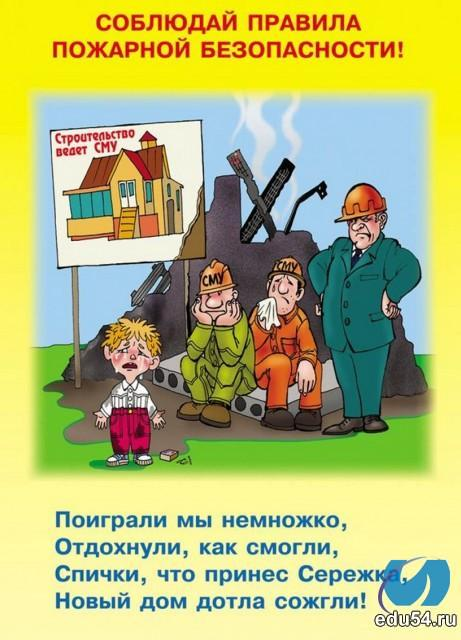 СОБЛЮДАЙ ПРАВИЛА
ПОЖАРНОЙ БЕЗОПАСНОСТИ!
Строительство
ведет СМУ
СМУ
СМУ
Поиграли мы немножко,
Отдохнули, как смогли,
Спички, что принес Сережка,
Новый дом дотла сожгли!
edu54.ru